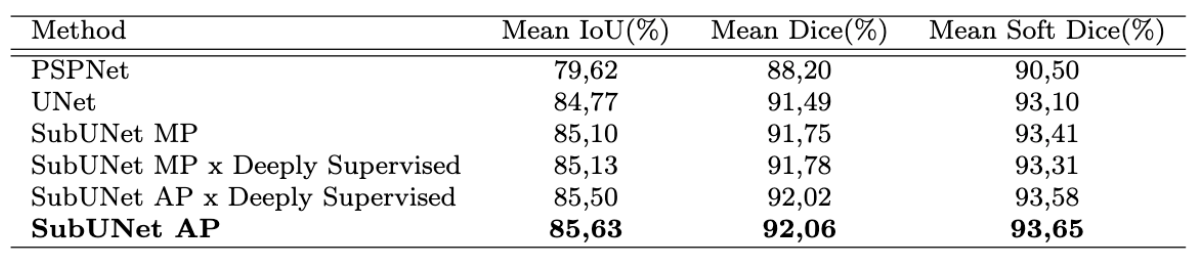 Method Mean IoU(%) Mean Dice(%) Mean Soft Dice(%)
PSPNet 79,62 88,20 90,50
UNet 84,77 91,49 93,10
SubUNet MP 85,10 91,75 93,41
SubUNet MP x Deeply Supervised 85,13 91,78 93,31
SubUNet AP x Deeply Supervised 85,50 92,02 93,58
SubUNet AP 85,63 92,06 93,65